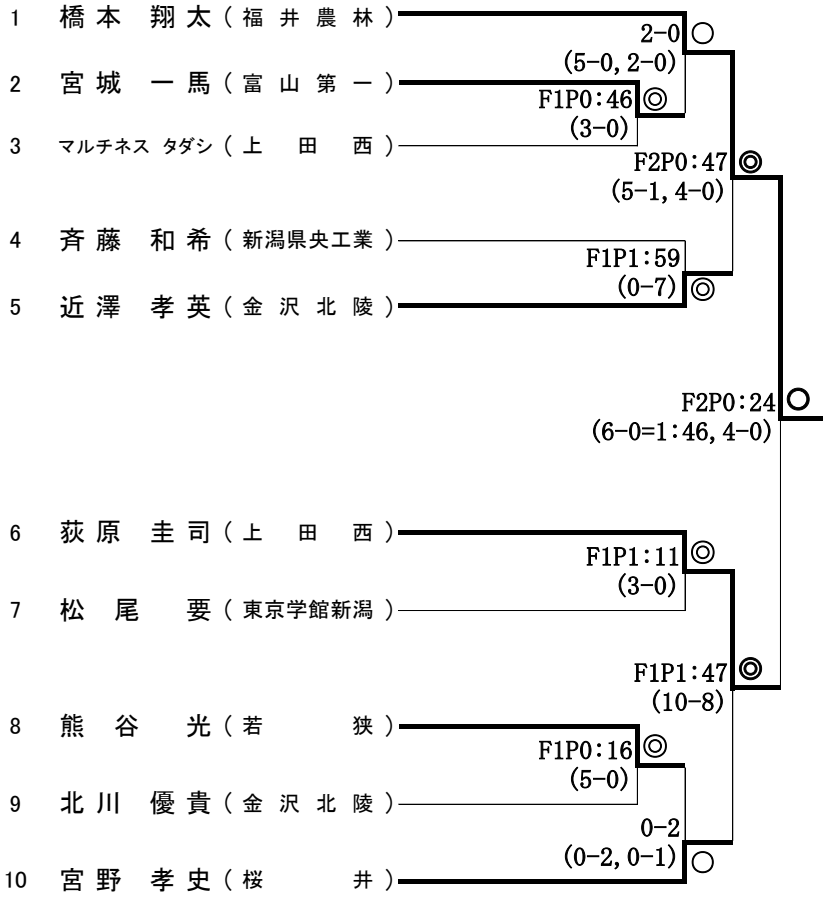 1 橋本 翔太 (福井農林)
2-0 ○
(5-0, 2-0)
2 宮城 一馬 (富山第一)
F1P0:46 ◎
(3-0)
3 マルチネス タダシ (上田西)
F2P0:47 ◎
(5-1, 4-0)
4 斉藤 和希 (新潟県央工業)
F1P1:59
(0-7) ◎
5 近澤 孝英 (金沢北陵)
F2P0:24 ○
(6-0=1:46, 4-0)
6 荻原 圭司 (上田西)
F1P1:11 ◎
(3-0)
7 松尾 要 (東京学館新潟)
F1P1:47 ◎
(10-8)
8 熊谷 光 (若狭)
F1P0:16 ◎
(5-0)
9 北川 優貴 (金沢北陵)
0-2
(0-2, 0-1) ○
10 宮野 孝史 (桜井)